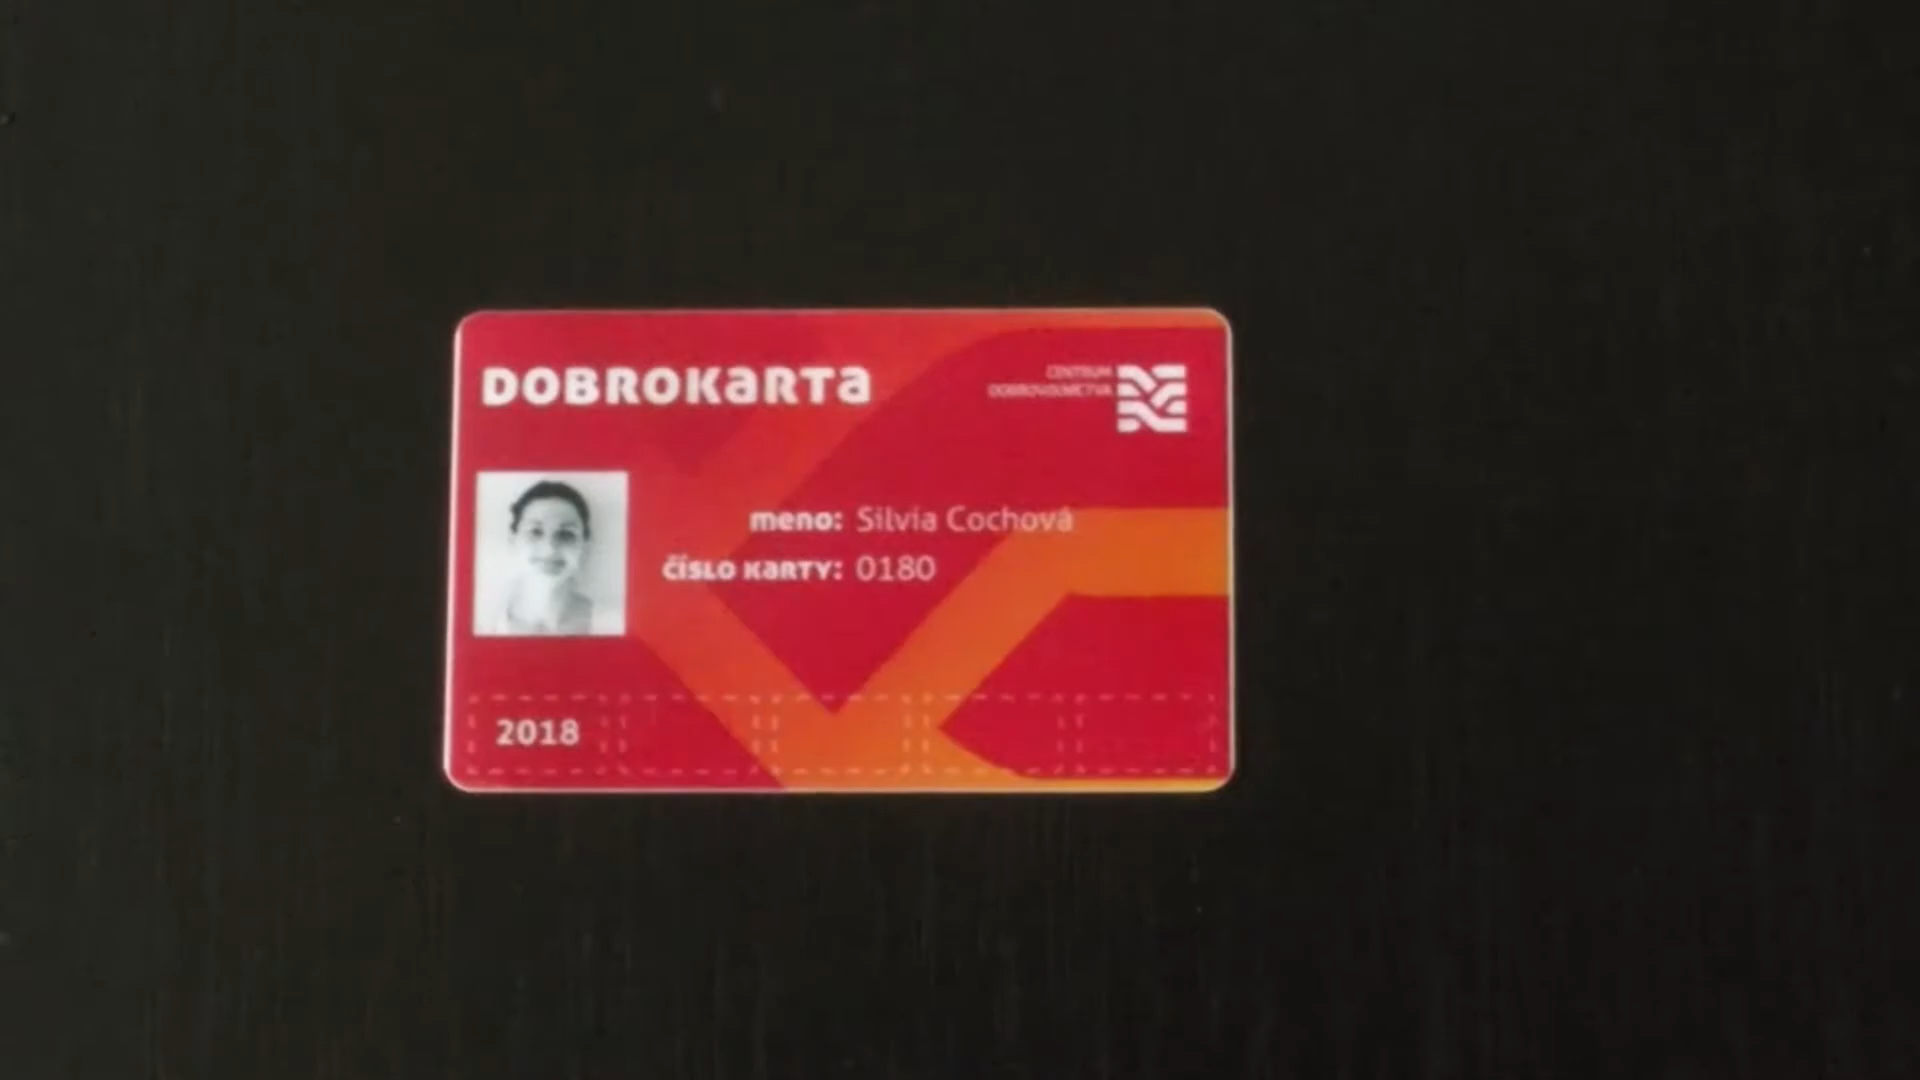 DOBROKARTA
CENTRUM
DOBROVOĽNÍCTVA
meno: Silvia Cochová
číslo karty: 0180
2018